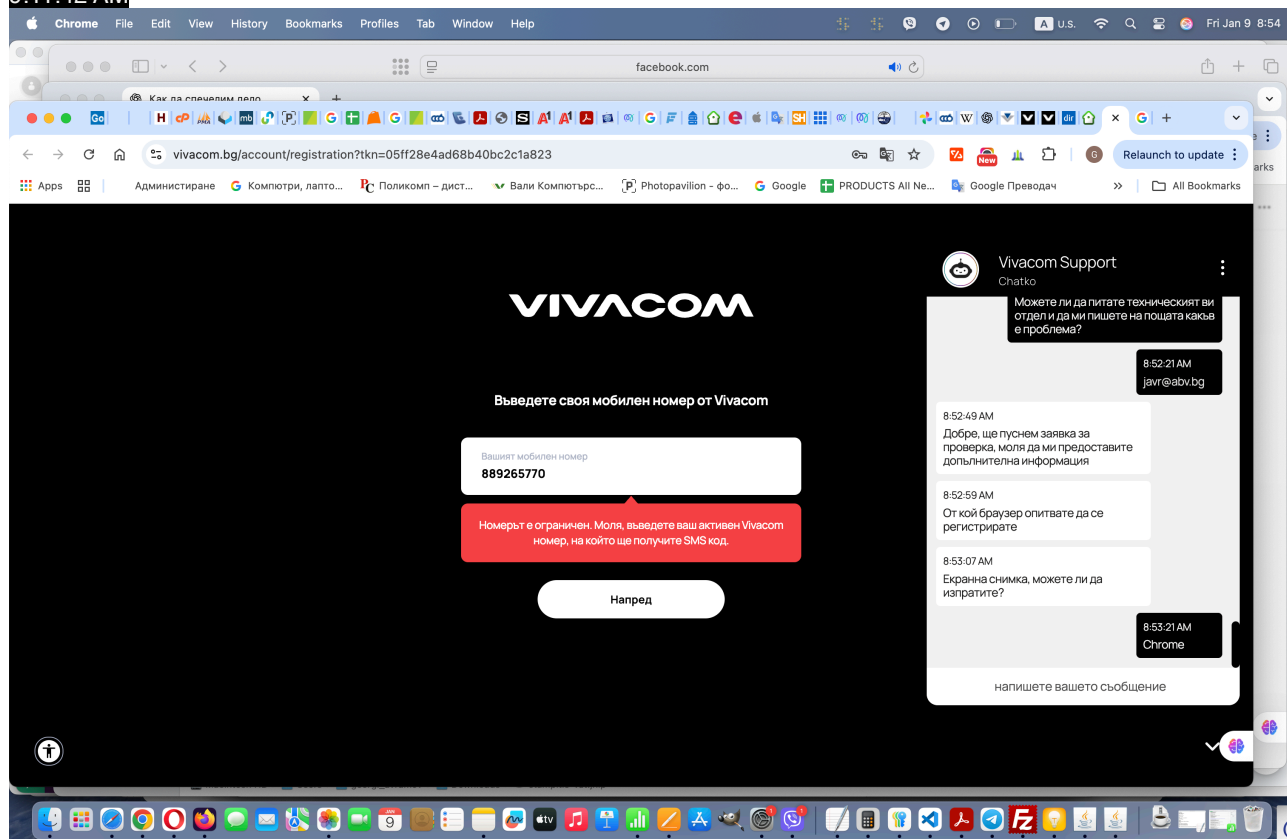 Chrome File Edit View History Bookmarks Profiles Tab Window Help
A U.S.
Fri Jan 9 8:54
facebook.com
Как да спечелим дело
vivacom.bg/account/registration?tkn=05ff28e4ad68b40bc2c1a823
New
G
Relaunch to update
Apps
Администриране
Компютри, лапто...
Поликомп – дист...
Вали Компютърс...
Photopavilion - фо...
Google
PRODUCTS All Ne...
Google Преводач
All Bookmarks
arks
VIVACOM
Въведете своя мобилен номер от Vivacom
Вашият мобилен номер
889265770
Номерът е ограничен. Моля, въведете ваш активен Vivacom
номер, на който ще получите SMS код.
Напред
Vivacom Support
Chatko
Можете ли да питате техническият ви
отдел и да ми пишете на пощата какъв
е проблема?
8:52:21 AM
javr@abv.bg
8:52:49 AM
Добре, ще пуснем заявка за
проверка, моля да ми предоставите
допълнителна информация
8:52:59 AM
От кой браузер опитвате да се
регистрирате
8:53:07 AM
Екранна снимка, можете ли да
изпратите?
8:53:21 AM
Chrome
напишете вашето съобщение